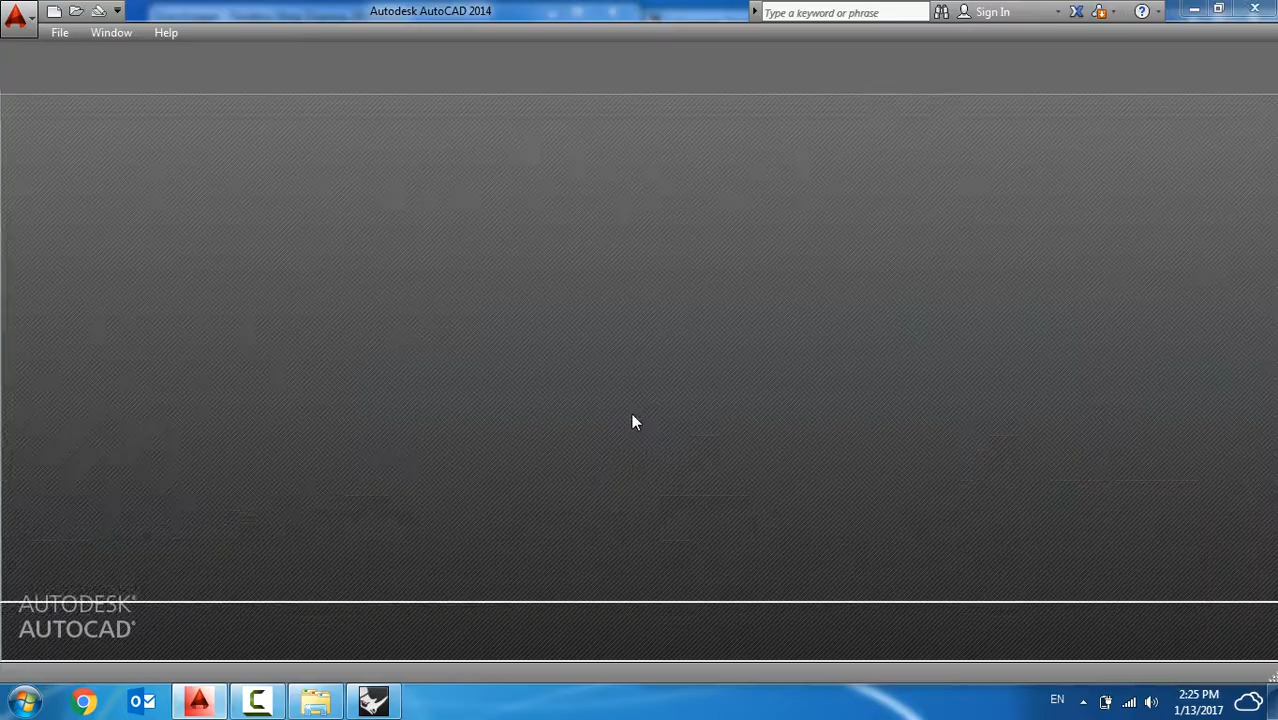 Autodesk AutoCAD 2014
Type a keyword or phrase
Sign In
File
Window
Help
AUTODESK®
AUTOCAD®
EN
2:25 PM
1/13/2017